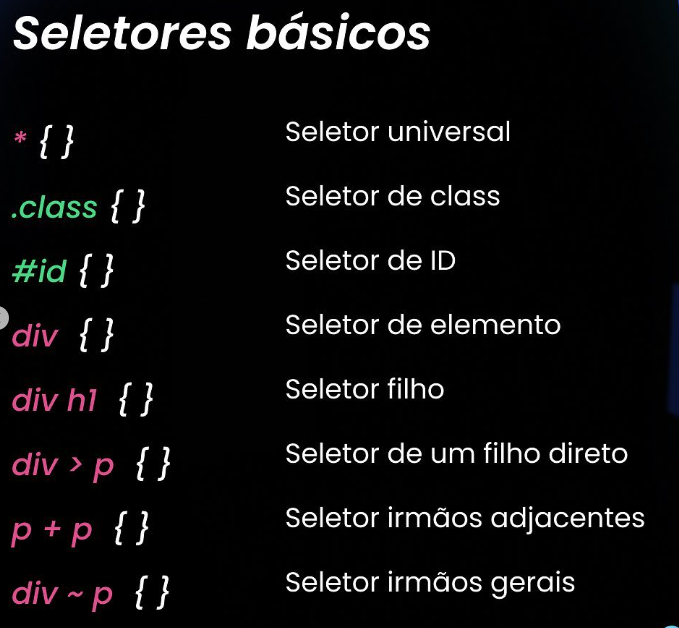 Seletores básicos
* { } Seletor universal
.class { } Seletor de class
#id { } Seletor de ID
div { } Seletor de elemento
div h1 { } Seletor filho
div > p { } Seletor de um filho direto
p + p { } Seletor irmãos adjacentes
div ~ p { } Seletor irmãos gerais